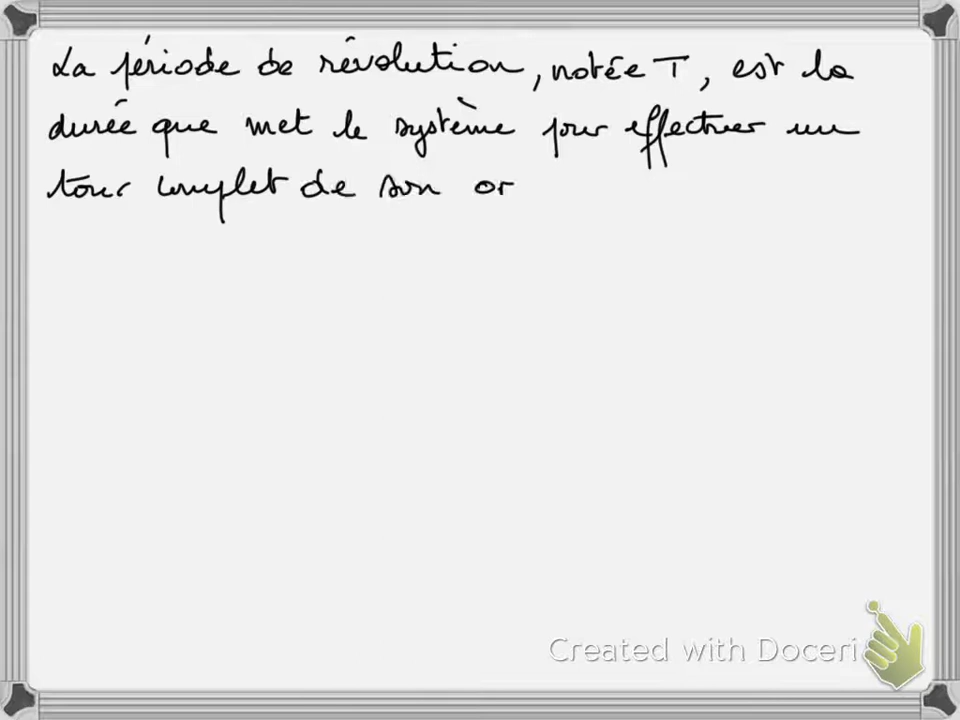 La période de révolution, notée T, est la
durée que met le système pour effectuer un
tour complet de son or
Created with Doceri